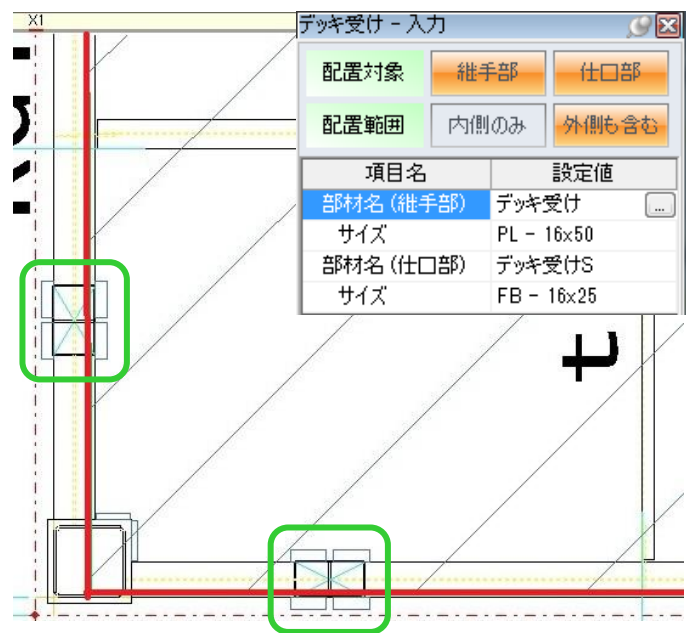 X1
デッキ受け - 入力
配置対象 継手部 仕口部
配置範囲 内側のみ 外側も含む
項目名 設定値
部材名(継手部) デッキ受け ...
サイズ PL - 16x50
部材名(仕口部) デッキ受けS
サイズ FB - 16x25
t